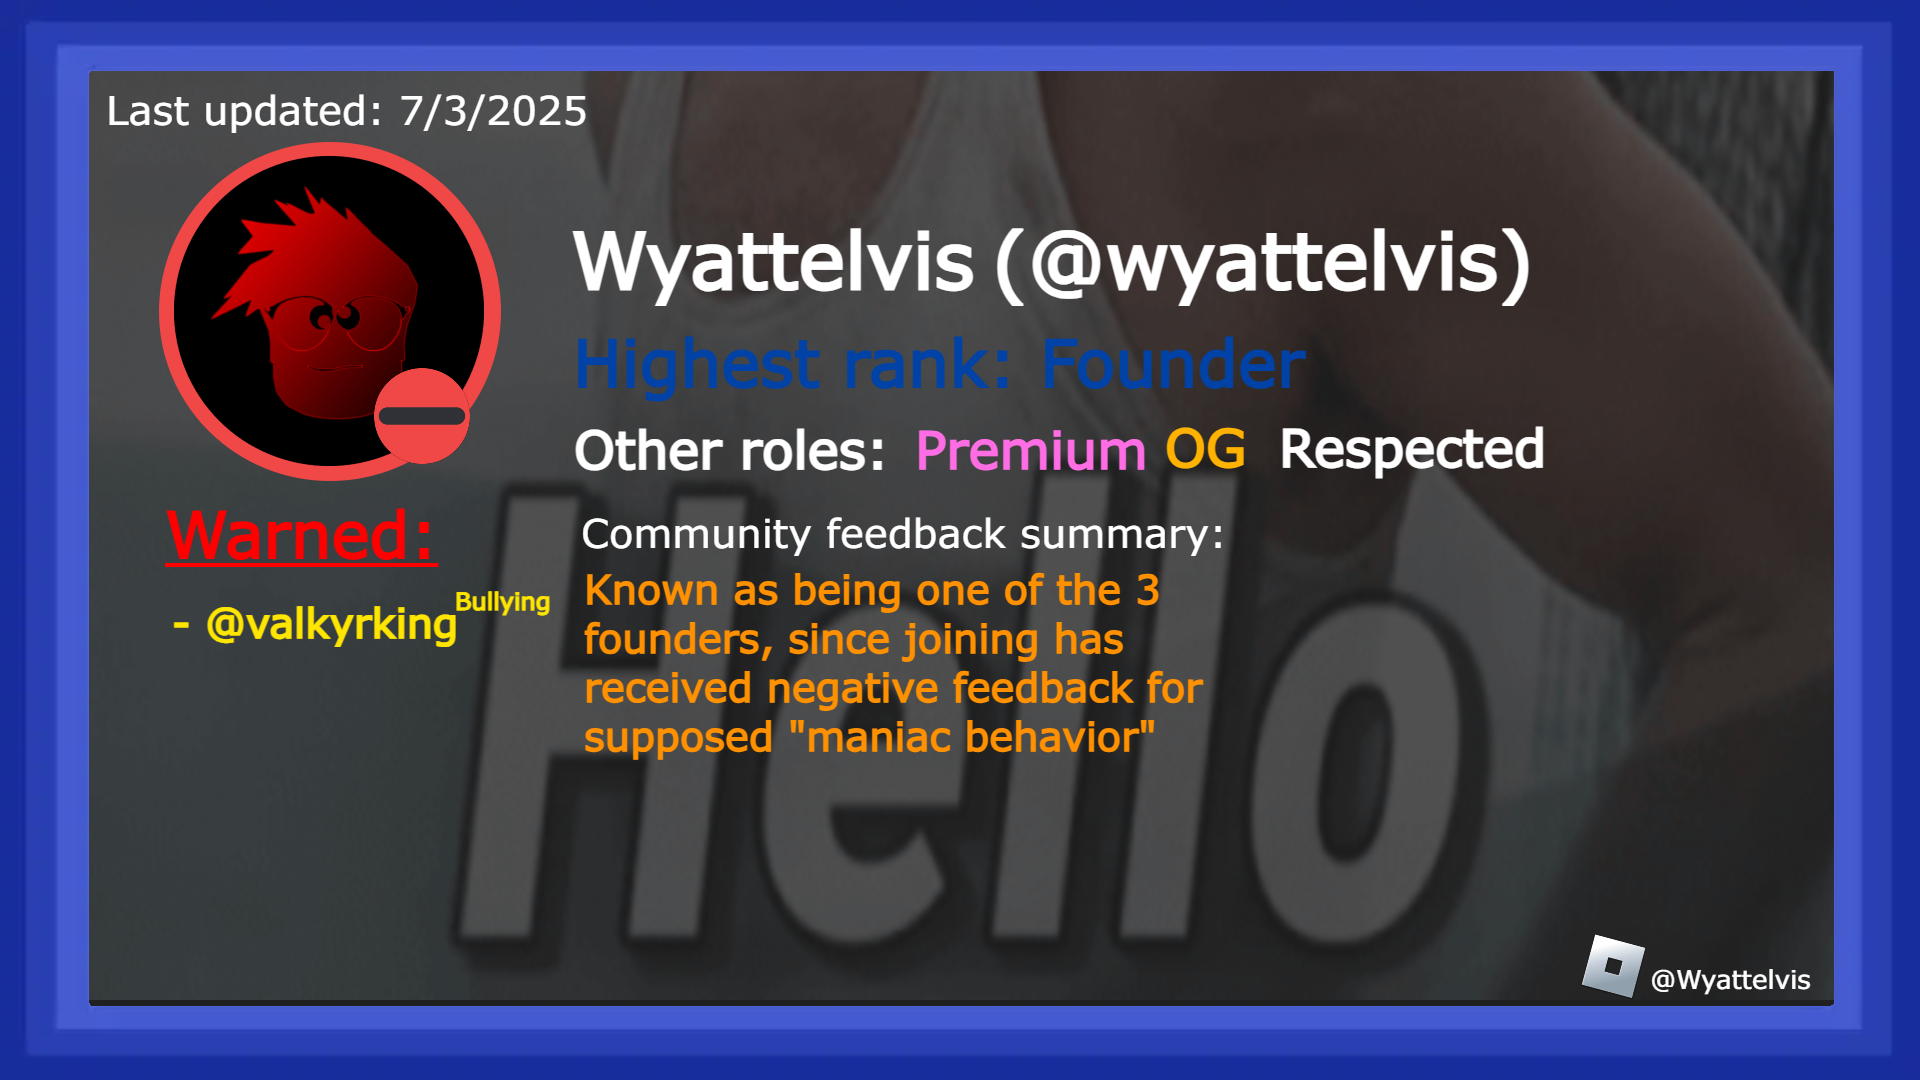 Last updated: 7/3/2025
Wyattelvis (@wyattelvis)
Highest rank: Founder
Other roles: Premium OG Respected
Warned:
- @valkyrking Bullying
Community feedback summary:
Known as being one of the 3
founders, since joining has
received negative feedback for
supposed "maniac behavior"
Hello
@Wyattelvis